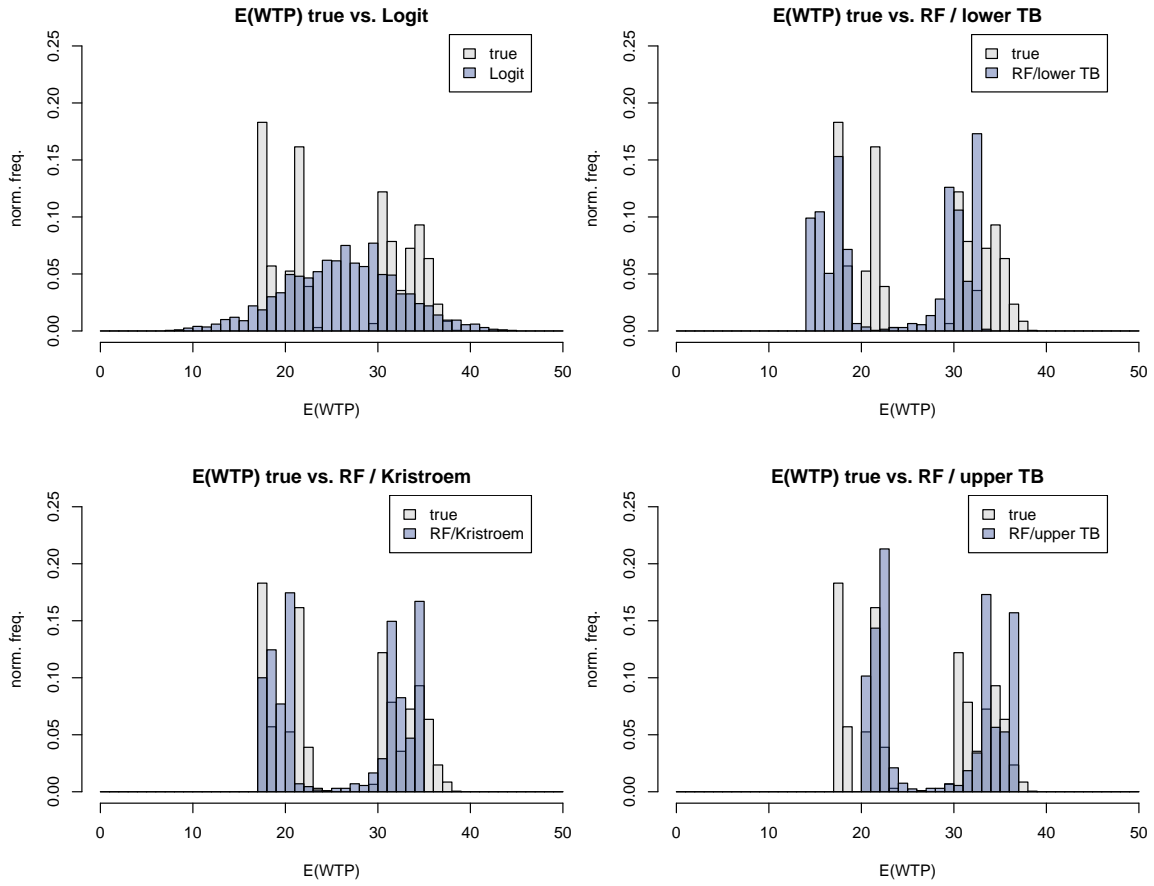 E(WTP) true vs. Logit
true
Logit
norm. freq.
0.00 0.05 0.10 0.15 0.20 0.25
0 10 20 30 40 50
E(WTP)
E(WTP) true vs. RF / lower TB
true
RF/lower TB
norm. freq.
0.00 0.05 0.10 0.15 0.20 0.25
0 10 20 30 40 50
E(WTP)
E(WTP) true vs. RF / Kristroem
true
RF/Kristroem
norm. freq.
0.00 0.05 0.10 0.15 0.20 0.25
0 10 20 30 40 50
E(WTP)
E(WTP) true vs. RF / upper TB
true
RF/upper TB
norm. freq.
0.00 0.05 0.10 0.15 0.20 0.25
0 10 20 30 40 50
E(WTP)